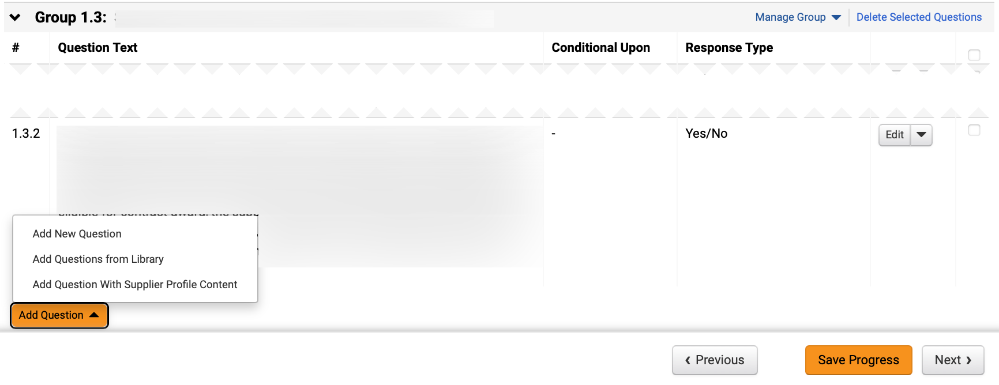 Group 1.3:
Manage Group
Delete Selected Questions
# Question Text Conditional Upon Response Type
1.3.2 - Yes/No Edit
Add New Question
Add Questions from Library
Add Question With Supplier Profile Content
Add Question
‹ Previous
Save Progress
Next ›